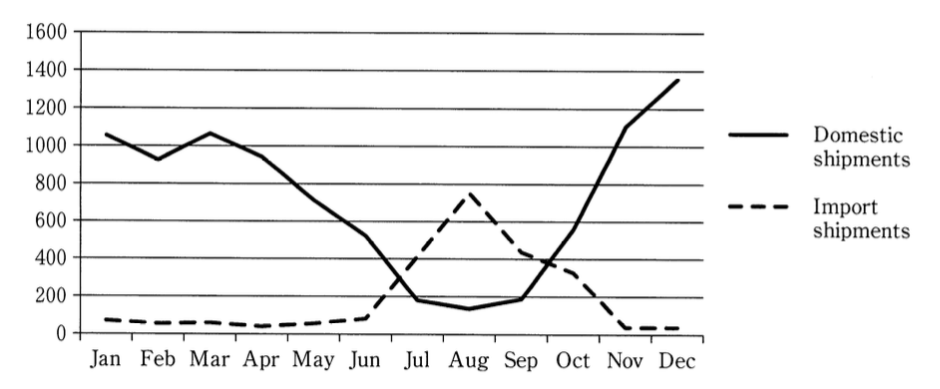 1600
1400
1200
1000
800
600
400
200
0
Jan Feb Mar Apr May Jun Jul Aug Sep Oct Nov Dec
Domestic
shipments
Import
shipments